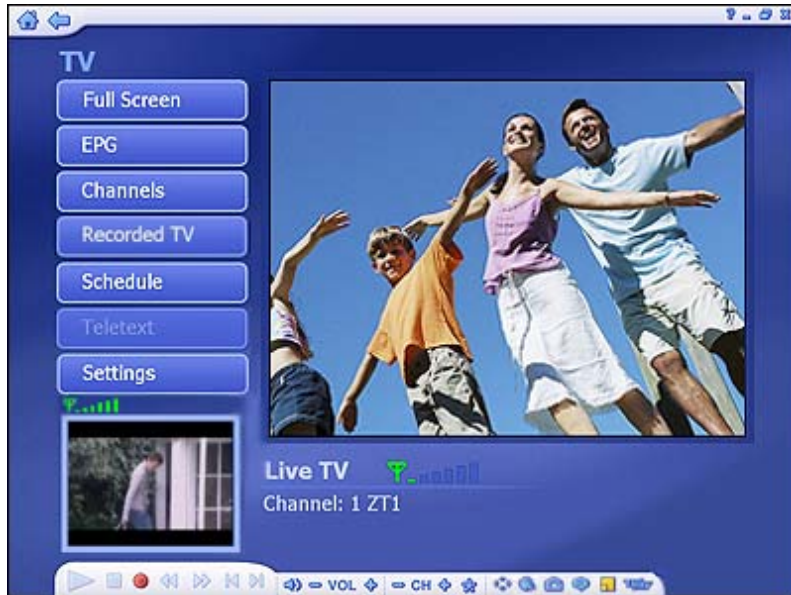 TV
Full Screen
EPG
Channels
Recorded TV
Schedule
Teletext
Settings
Live TV
Channel: 1 ZT1
VOL
CH